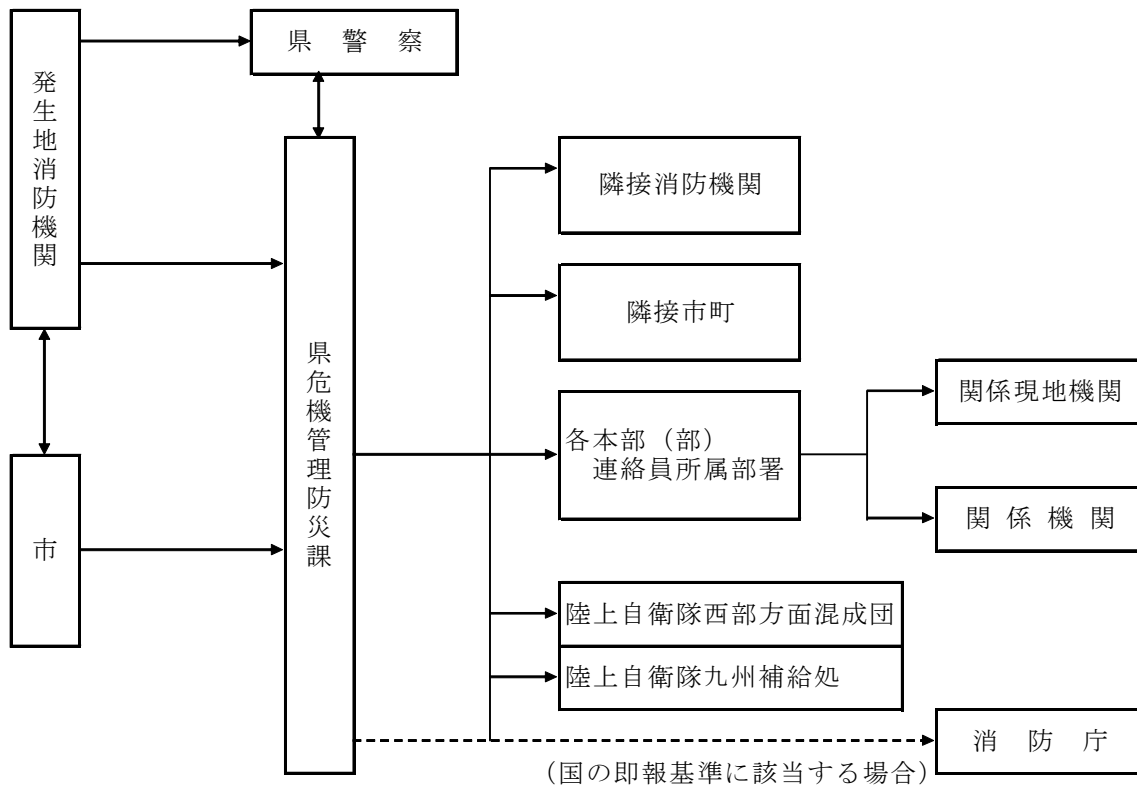 県　警　察
発生地消防機関
隣接消防機関
隣接市町
県危機管理防災課
関係現地機関
各本部（部）
連絡員所属部署
関 係 機 関
市
陸上自衛隊西部方面混成団
陸上自衛隊九州補給処
消　防　庁
（国の即報基準に該当する場合）